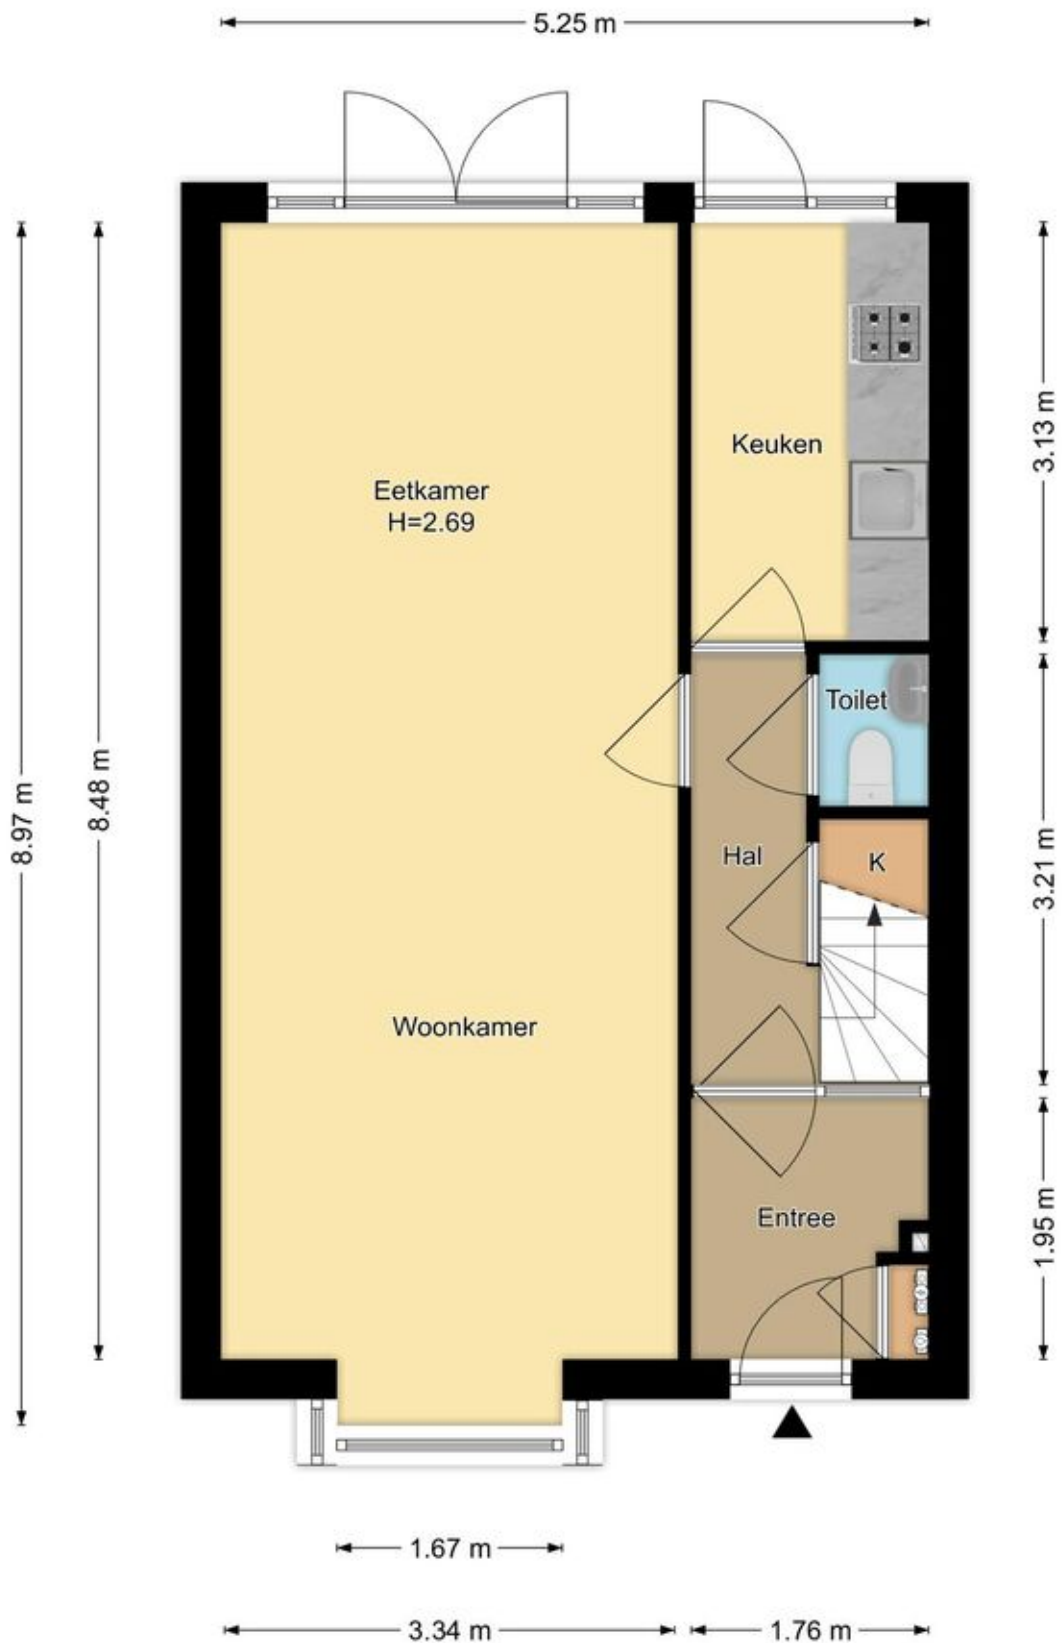 5.25 m
Keuken
3.13 m
Eetkamer
H=2.69
Toilet
8.97 m
8.48 m
Hal
K
3.21 m
Woonkamer
Entree
1.95 m
1.67 m
3.34 m
1.76 m